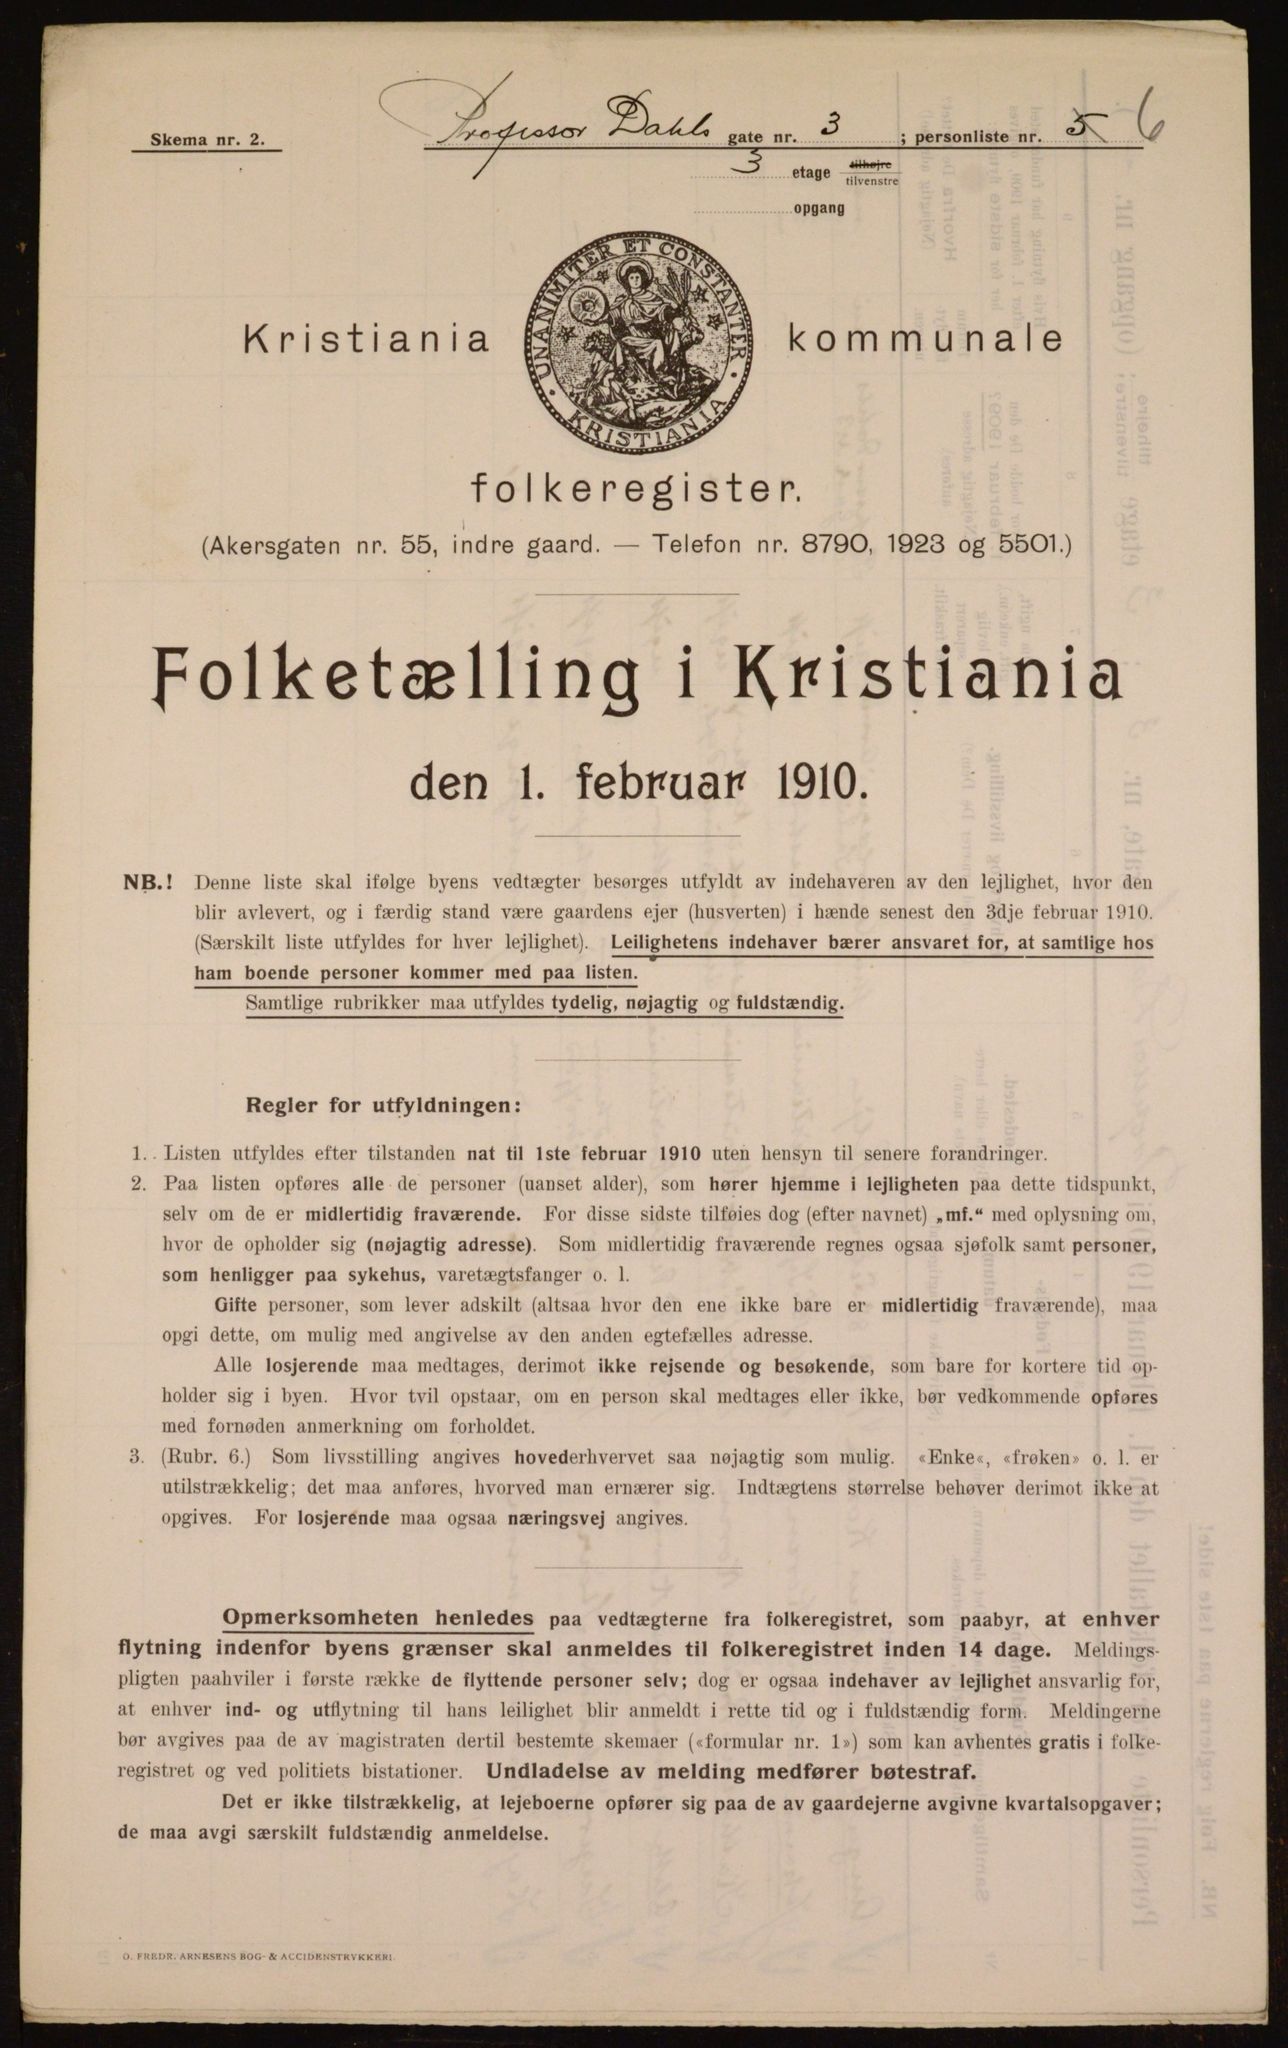 Skema nr. 2. Professor Dahls gate nr. 3 ; personliste nr. 5 6
3 etage tilhøjre
tilvenstre
opgang
UNANIMITER ET CONSTANTER
KRISTIANIA
Kristiania kommunale
folkeregister.
(Akersgaten nr. 55, indre gaard. — Telefon nr. 8790, 1923 og 5501.)
Folketælling i Kristiania
den 1. februar 1910.
NB.! Denne liste skal ifølge byens vedtægter besørges utfyldt av indehaveren av den lejlighet, hvor den
blir avlevert, og i færdig stand være gaardens ejer (husverten) i hænde senest den 3dje februar 1910.
(Særskilt liste utfyldes for hver lejlighet). Leilighetens indehaver bærer ansvaret for, at samtlige hos
ham boende personer kommer med paa listen.
Samtlige rubrikker maa utfyldes tydelig, nøjagtig og fuldstændig.
Regler for utfyldningen:
1. Listen utfyldes efter tilstanden nat til 1ste februar 1910 uten hensyn til senere forandringer.
2. Paa listen opføres alle de personer (uanset alder), som hører hjemme i lejligheten paa dette tidspunkt,
selv om de er midlertidig fraværende. For disse sidste tilføies dog (efter navnet) „mf.“ med oplysning om,
hvor de opholder sig (nøjagtig adresse). Som midlertidig fraværende regnes ogsaa sjøfolk samt personer,
som henligger paa sykehus, varetægtsfanger o. l.
Gifte personer, som lever adskilt (altsaa hvor den ene ikke bare er midlertidig fraværende), maa
opgi dette, om mulig med angivelse av den anden egtefælles adresse.
Alle losjerende maa medtages, derimot ikke rejsende og besøkende, som bare for kortere tid op-
holder sig i byen. Hvor tvil opstaar, om en person skal medtages eller ikke, bør vedkommende opføres
med fornøden anmerkning om forholdet.
3. (Rubr. 6.) Som livsstilling angives hovederhvervet saa nøjagtig som mulig. «Enke«, «frøken» o. l. er
utilstrækkelig; det maa anføres, hvorved man ernærer sig. Indtægtens størrelse behøver derimot ikke at
opgives. For losjerende maa ogsaa næringsvej angives.
Opmerksomheten henledes paa vedtægterne fra folkeregistret, som paabyr, at enhver
flytning indenfor byens grænser skal anmeldes til folkeregistret inden 14 dage. Meldings-
pligten paahviler i første række de flyttende personer selv; dog er ogsaa indehaver av lejlighet ansvarlig for,
at enhver ind- og utflytning til hans leilighet blir anmeldt i rette tid og i fuldstændig form. Meldingerne
bør avgives paa de av magistraten dertil bestemte skemaer («formular nr. 1») som kan avhentes gratis i folke-
registret og ved politiets bistationer. Undladelse av melding medfører bøtestraf.
Det er ikke tilstrækkelig, at lejeboerne opfører sig paa de av gaardejerne avgivne kvartalsopgaver;
de maa avgi særskilt fuldstændig anmeldelse.
O. FREDR. ARNESENS BOG- & ACCIDENSTRYKKERI.